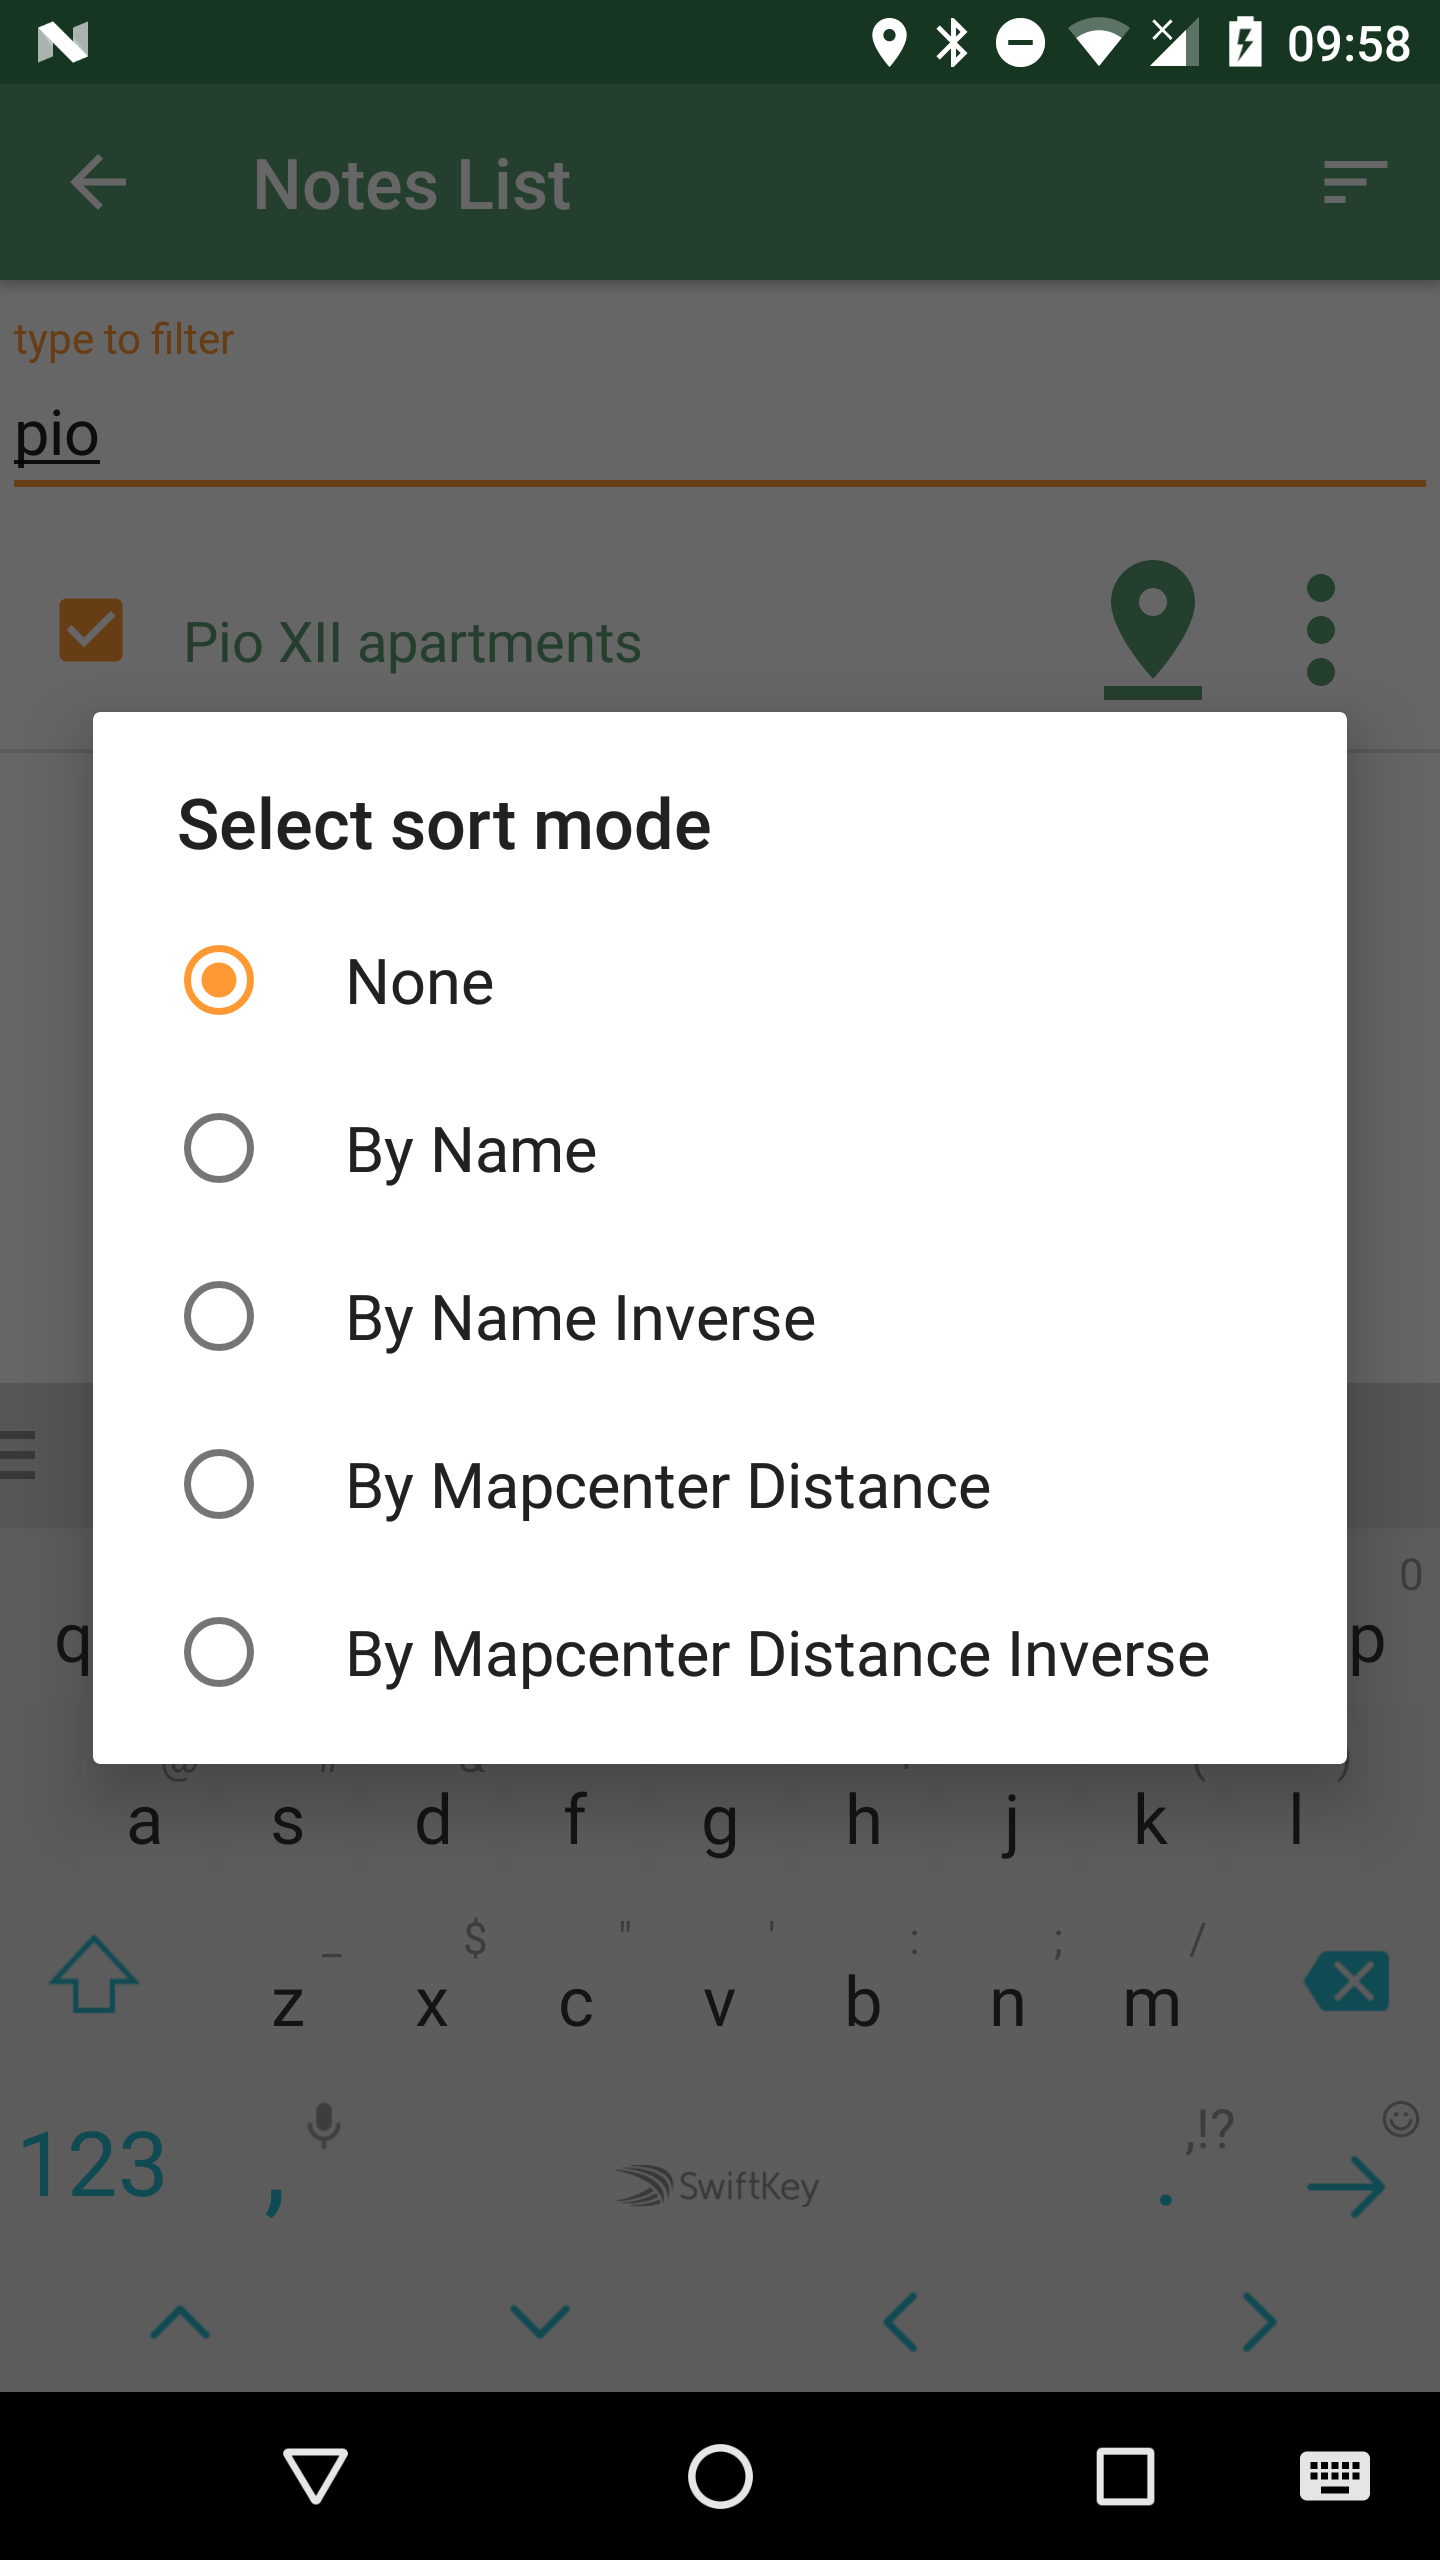 09:58
Notes List
type to filter
pio
Pio XII apartments
Select sort mode
None
By Name
By Name Inverse
By Mapcenter Distance
By Mapcenter Distance Inverse
0
q p
@ & ( )
a s d f g h j k l
_ $ " ' : ; /
z x c v b n m
,!?
123 , SwiftKey .